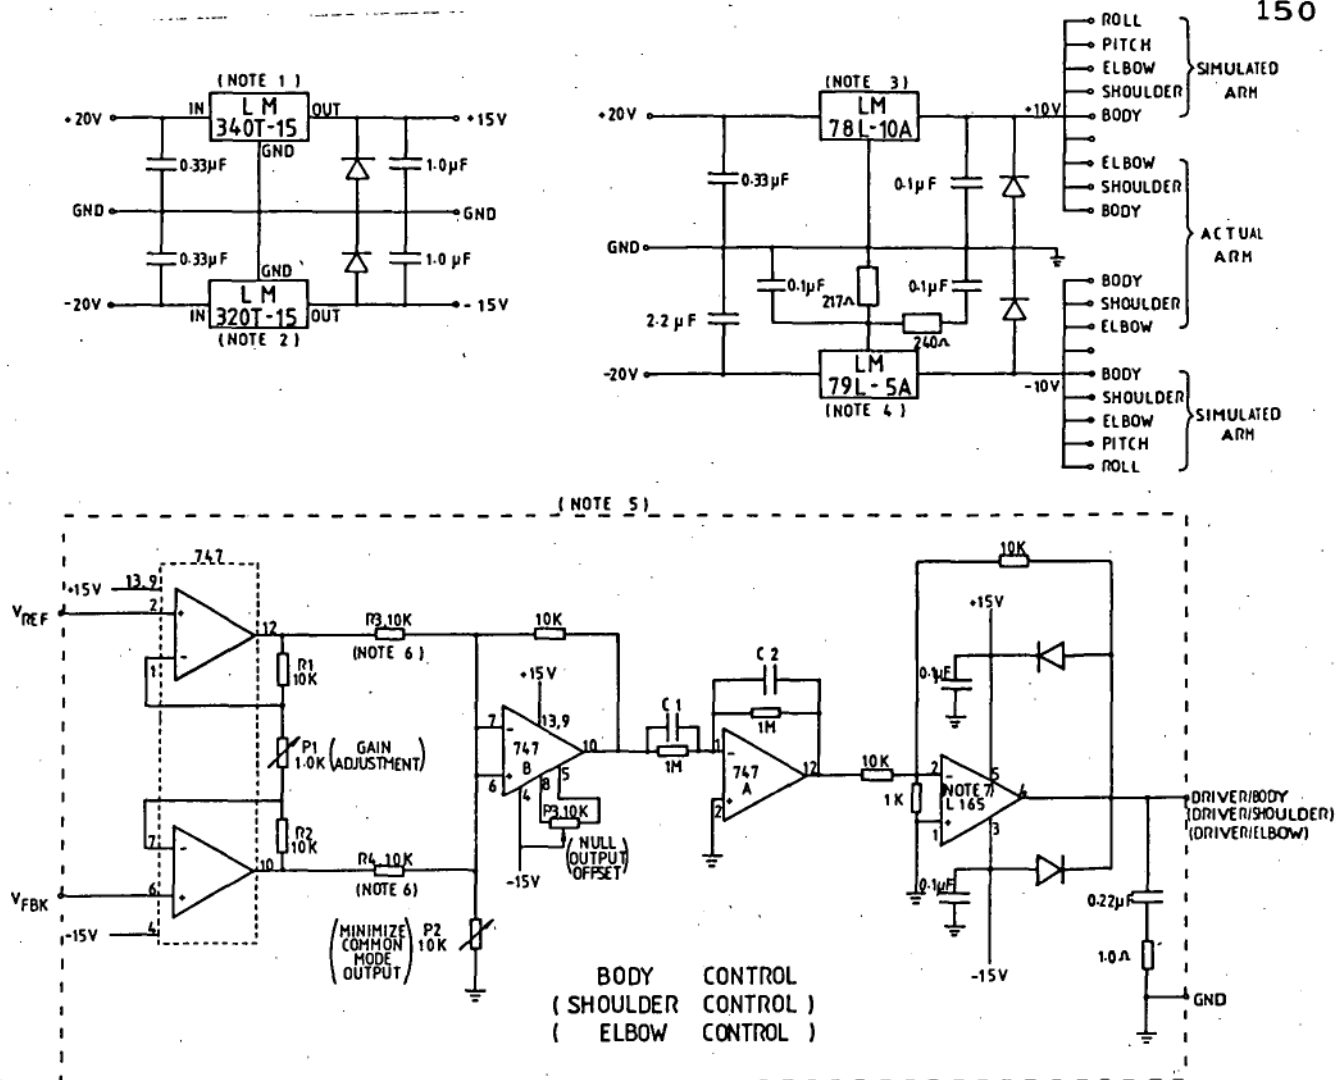 150
(NOTE 1)
LM
340T-15
IN
OUT
GND
+20V
+15V
0.33µF
1.0µF
GND
GND
0.33µF
1.0µF
GND
-20V
-15V
LM
320T-15
IN
OUT
(NOTE 2)
(NOTE 3)
LM
78L-10A
+20V
+10V
0.33µF
0.1µF
GND
0.1µF
217Ω
0.1µF
2.2µF
240Ω
-20V
-10V
LM
79L-5A
(NOTE 4)
ROLL
PITCH
ELBOW
SHOULDER
BODY
SIMULATED
ARM
ELBOW
SHOULDER
BODY
ACTUAL
ARM
BODY
SHOULDER
ELBOW
BODY
SHOULDER
ELBOW
PITCH
ROLL
SIMULATED
ARM
(NOTE 5)
747
+15V
13,9
VREF
2
12
1
R3,10K
(NOTE 6)
R1
10K
P1
1.0K
(GAIN
ADJUSTMENT)
R2
10K
7
10
VFBK
6
-15V
4
R4,10K
(NOTE 6)
(MINIMIZE
COMMON
MODE
OUTPUT)
P2
10K
10K
+15V
13,9
7
747
B
10
6
4
8
5
P3,10K
-15V
(NULL
OUTPUT
OFFSET)
C1
1M
C2
1M
1
747
A
12
2
10K
1K
10K
+15V
0.1µF
2
5
NOTE 7
L165
4
1
3
0.1µF
-15V
DRIVER/BODY
(DRIVER/SHOULDER)
(DRIVER/ELBOW)
0.22µF
1.0Ω
GND
BODY CONTROL
(SHOULDER CONTROL)
(ELBOW CONTROL)